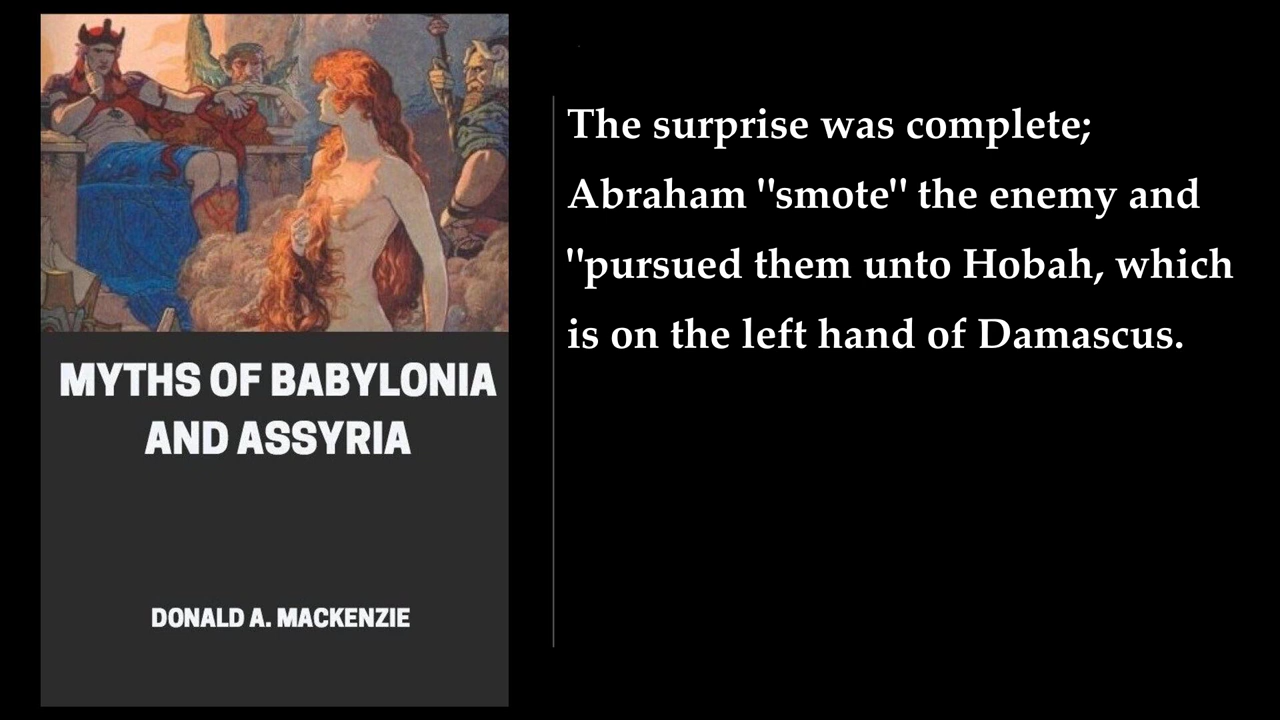 MYTHS OF BABYLONIA
AND ASSYRIA
DONALD A. MACKENZIE
The surprise was complete;
Abraham "smote" the enemy and
"pursued them unto Hobah, which
is on the left hand of Damascus.